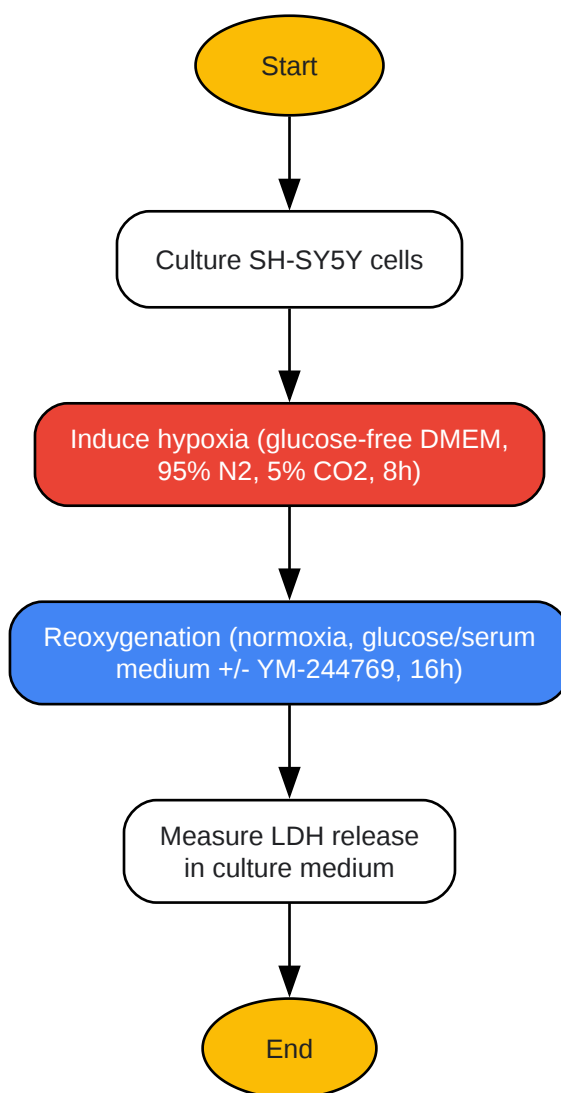 Start
Culture SH-SY5Y cells
Induce hypoxia (glucose-free DMEM,
95% N2, 5% CO2, 8h)
Reoxygenation (normoxia, glucose/serum
medium +/- YM-244769, 16h)
Measure LDH release
in culture medium
End